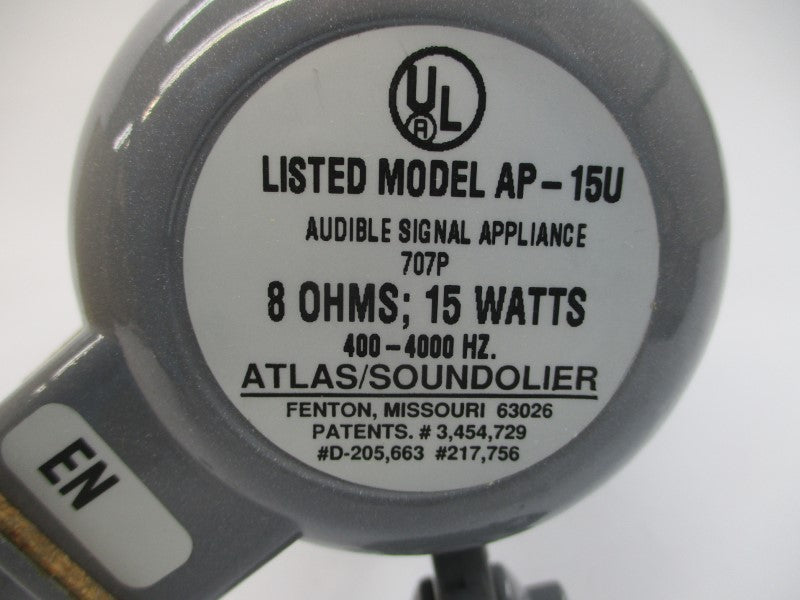 UL
A
LISTED MODEL AP-15U
AUDIBLE SIGNAL APPLIANCE
707P
8 OHMS; 15 WATTS
400-4000 HZ.
ATLAS/SOUNDOLIER
FENTON, MISSOURI 63026
PATENTS. # 3,454,729
#D-205,663 #217,756
EN